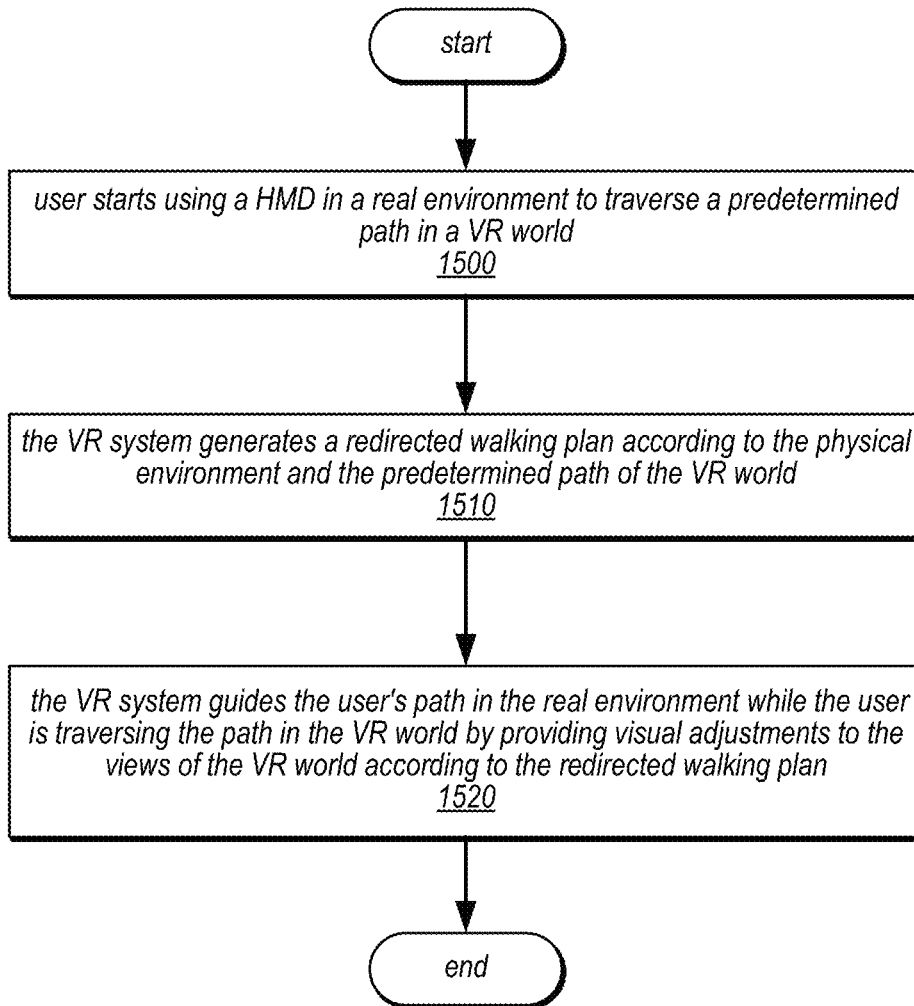 start
user starts using a HMD in a real environment to traverse a predetermined
path in a VR world
1500
the VR system generates a redirected walking plan according to the physical
environment and the predetermined path of the VR world
1510
the VR system guides the user's path in the real environment while the user
is traversing the path in the VR world by providing visual adjustments to the
views of the VR world according to the redirected walking plan
1520
end